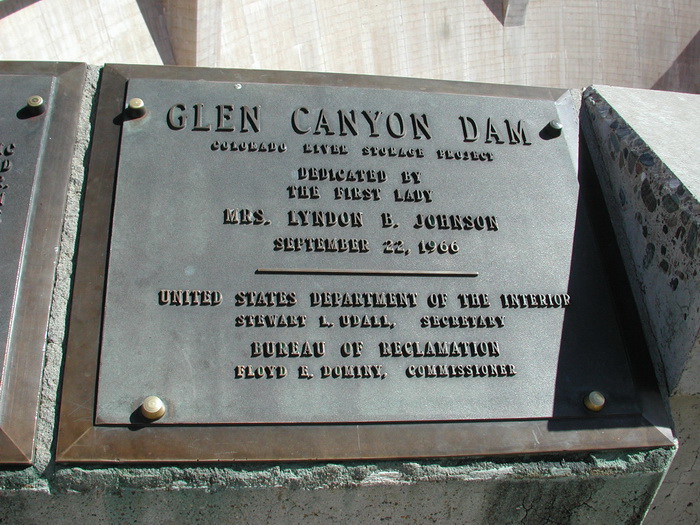 GLEN CANYON DAM
COLORADO RIVER STORAGE PROJECT
DEDICATED BY
THE FIRST LADY
MRS. LYNDON B. JOHNSON
SEPTEMBER 22, 1966
UNITED STATES DEPARTMENT OF THE INTERIOR
STEWART L. UDALL, SECRETARY
BUREAU OF RECLAMATION
FLOYD E. DOMINY, COMMISSIONER